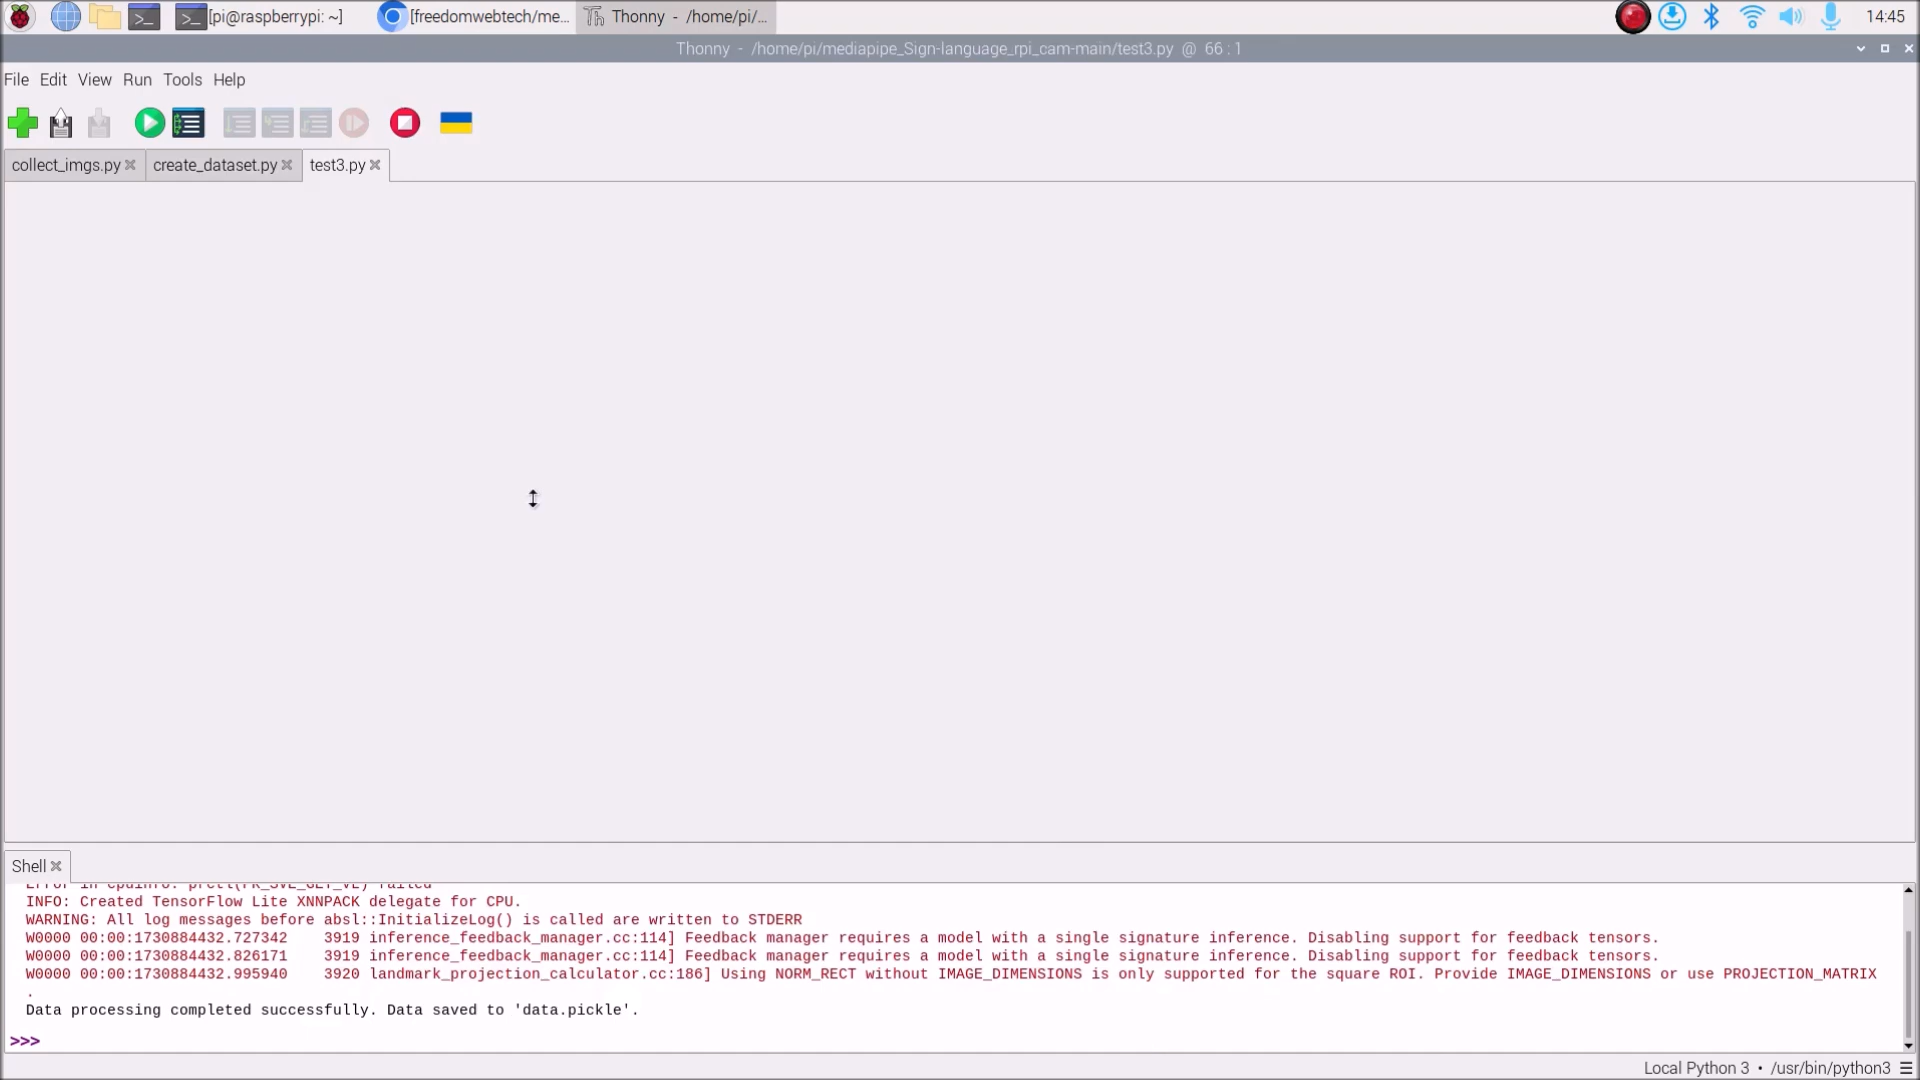 [pi@raspberrypi: ~]
[freedomwebtech/me...
Thonny - /home/pi/...
14:45
Thonny - /home/pi/mediapipe_Sign-language_rpi_cam-main/test3.py @ 66 : 1
File Edit View Run Tools Help
collect_imgs.py
create_dataset.py
test3.py
Shell
Error in cpuinfo: prctl(PR_SVE_GET_VL) failed
INFO: Created TensorFlow Lite XNNPACK delegate for CPU.
WARNING: All log messages before absl::InitializeLog() is called are written to STDERR
W0000 00:00:1730884432.727342    3919 inference_feedback_manager.cc:114] Feedback manager requires a model with a single signature inference. Disabling support for feedback tensors.
W0000 00:00:1730884432.826171    3919 inference_feedback_manager.cc:114] Feedback manager requires a model with a single signature inference. Disabling support for feedback tensors.
W0000 00:00:1730884432.995940    3920 landmark_projection_calculator.cc:186] Using NORM_RECT without IMAGE_DIMENSIONS is only supported for the square ROI. Provide IMAGE_DIMENSIONS or use PROJECTION_MATRIX
.
Data processing completed successfully. Data saved to 'data.pickle'.
>>>
Local Python 3 • /usr/bin/python3 ☰